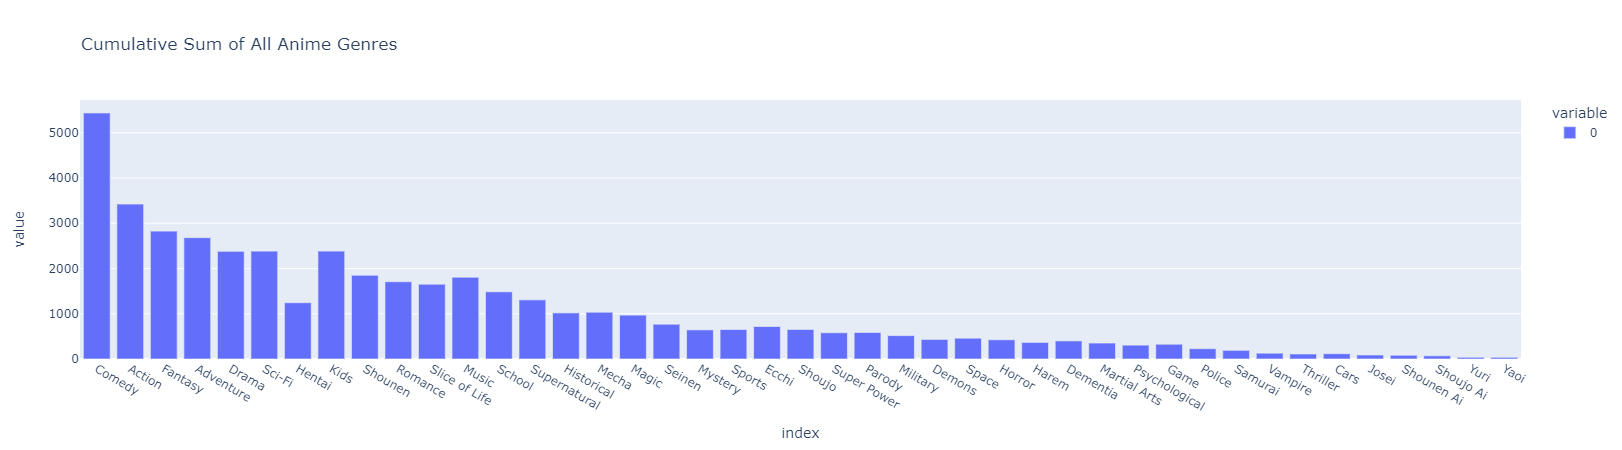 Cumulative Sum of All Anime Genres
variable
0
value
5000
4000
3000
2000
1000
0
Comedy
Action
Fantasy
Adventure
Drama
Sci-Fi
Hentai
Kids
Shounen
Romance
Slice of Life
Music
School
Supernatural
Historical
Mecha
Magic
Seinen
Mystery
Sports
Ecchi
Shoujo
Super Power
Parody
Military
Demons
Space
Horror
Harem
Dementia
Martial Arts
Psychological
Game
Police
Samurai
Vampire
Thriller
Cars
Josei
Shounen Ai
Shoujo Ai
Yuri
Yaoi
index